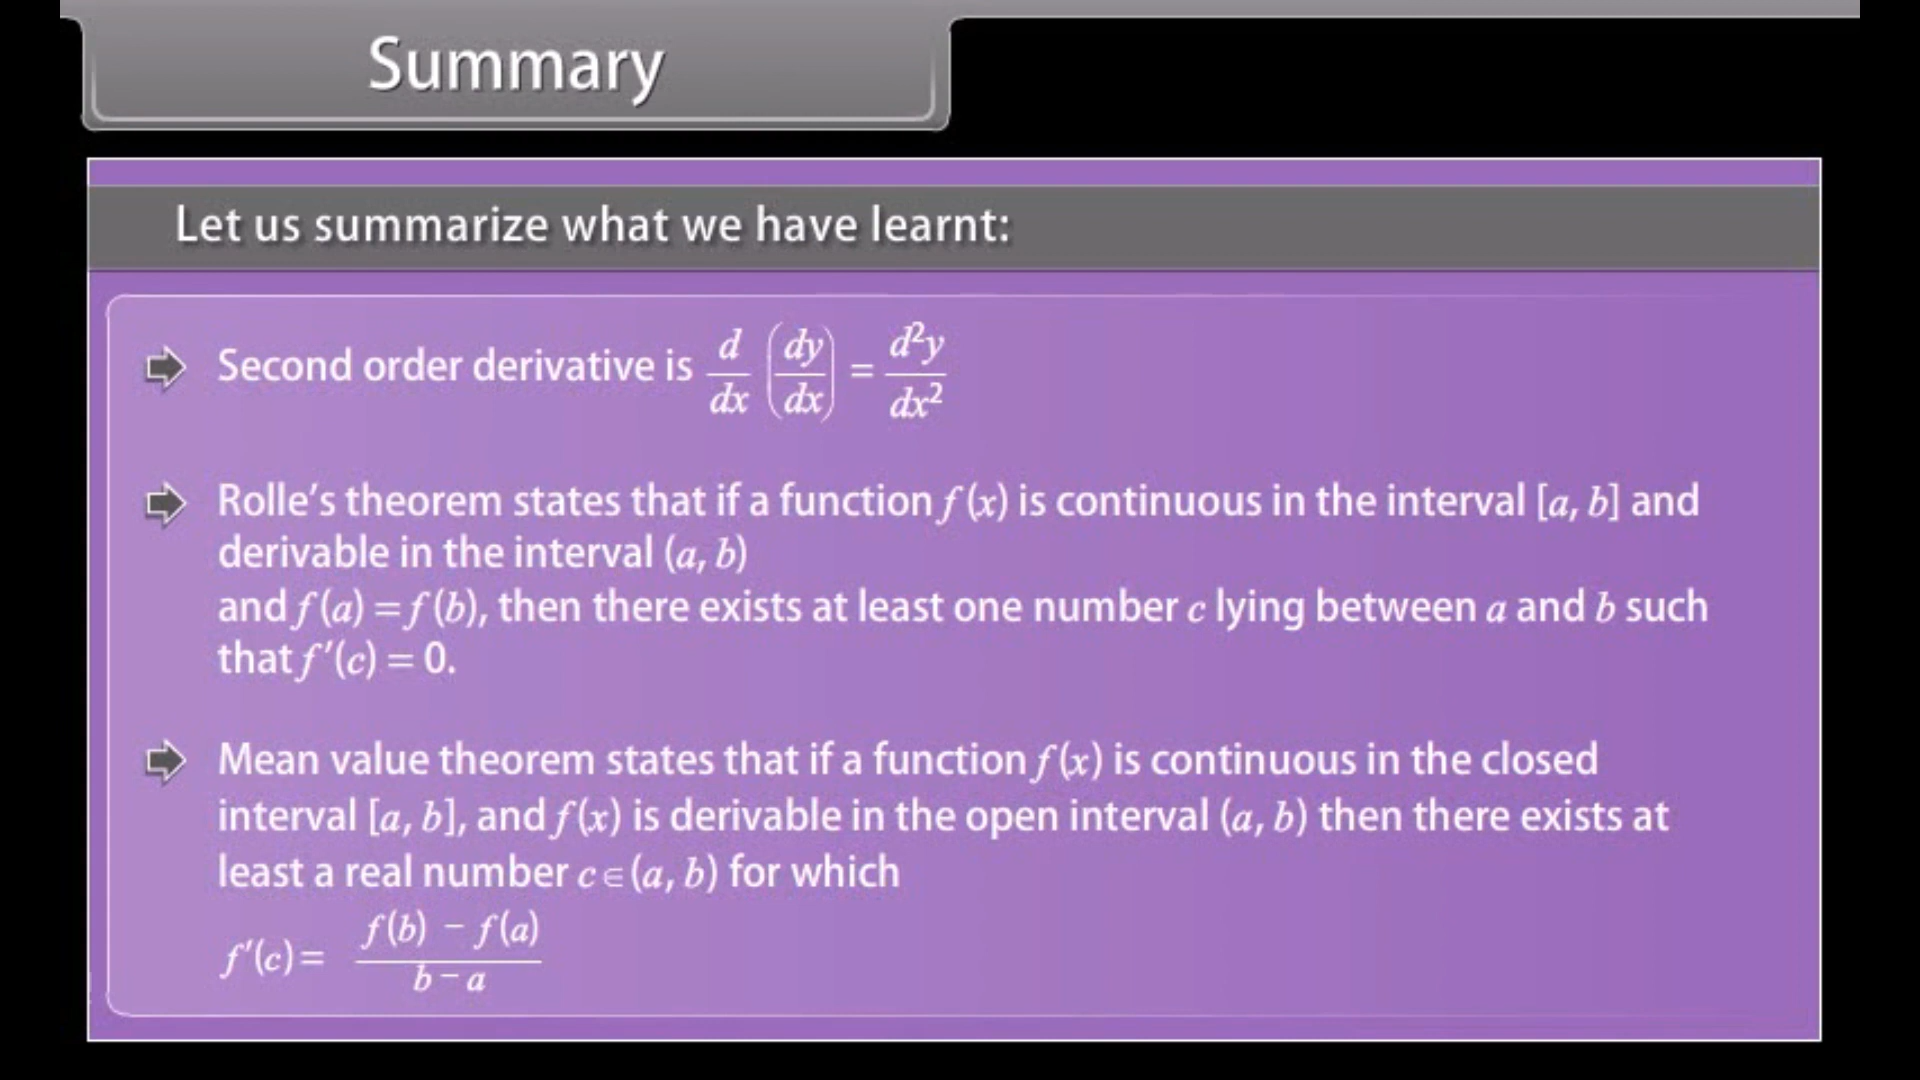 Summary
Let us summarize what we have learnt:
Second order derivative is d/dx (dy/dx) = d²y/dx²
Rolle's theorem states that if a function f (x) is continuous in the interval [a, b] and
derivable in the interval (a, b)
and f (a) = f (b), then there exists at least one number c lying between a and b such
that f ′(c) = 0.
Mean value theorem states that if a function f (x) is continuous in the closed
interval [a, b], and f (x) is derivable in the open interval (a, b) then there exists at
least a real number c ∈ (a, b) for which
f ′(c) = f(b) − f(a) / b − a